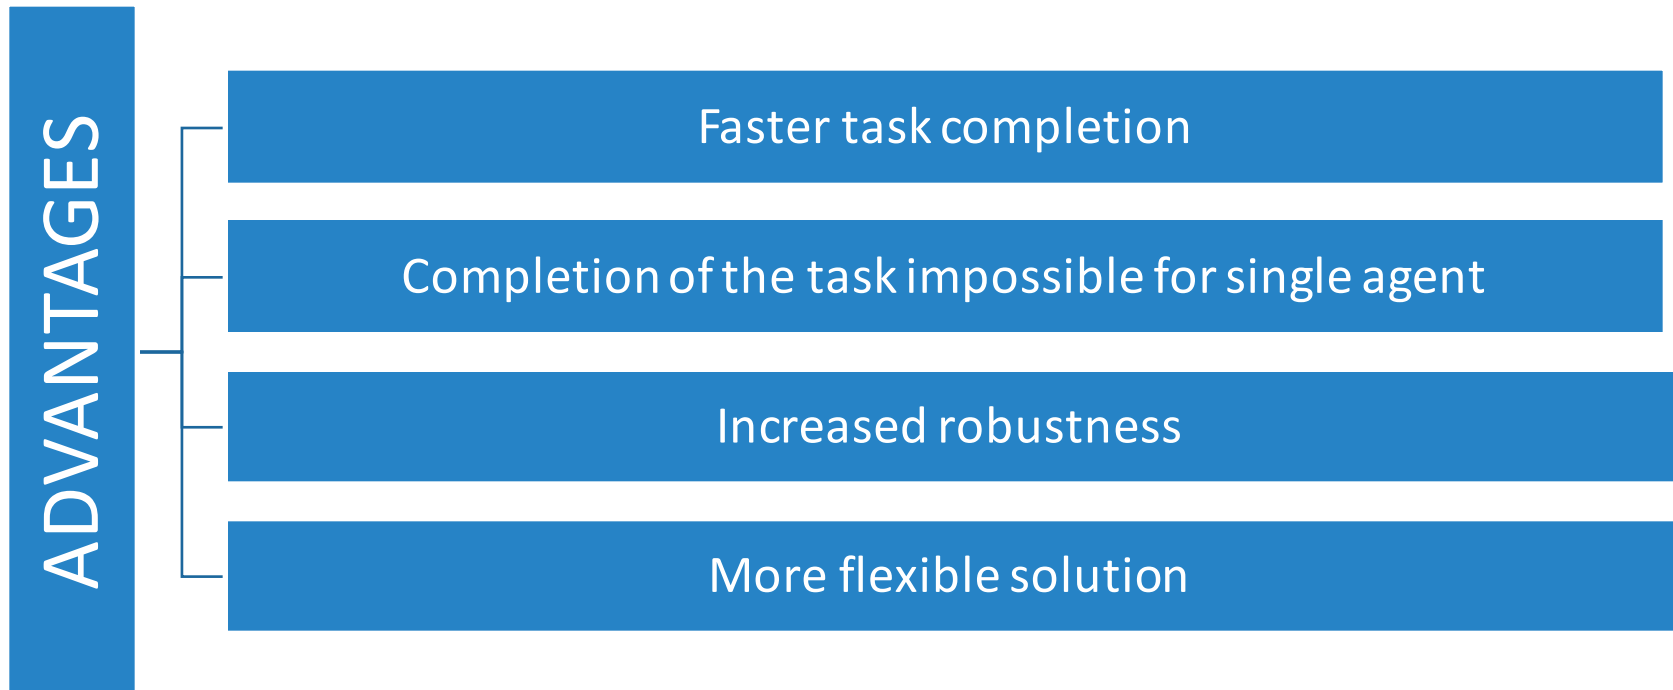 ADVANTAGES
Faster task completion
Completion of the task impossible for single agent
Increased robustness
More flexible solution